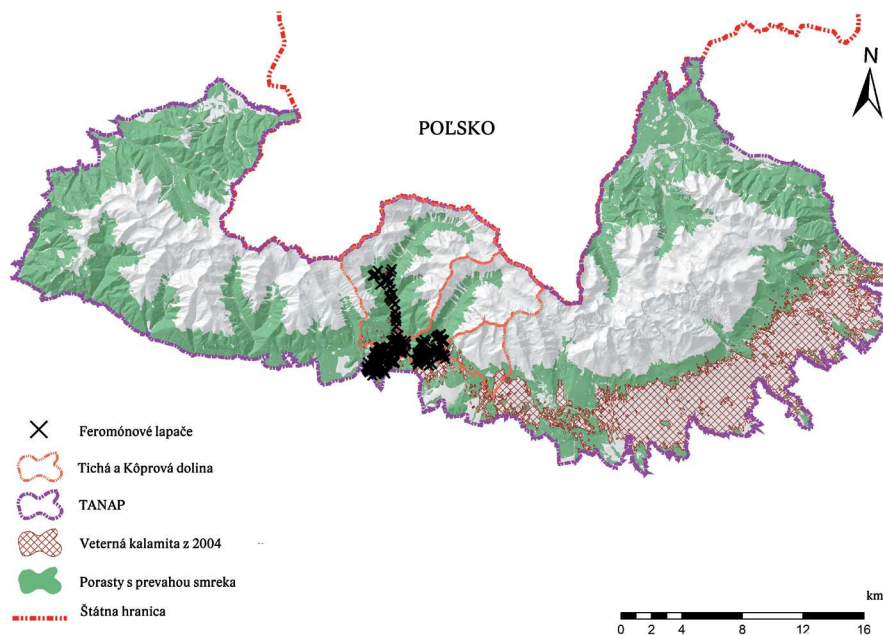 N
POĽSKO
Feromónové lapače
Tichá a Kôprová dolina
TANAP
Veterná kalamita z 2004
Porasty s prevahou smreka
Štátna hranica
km
0 2 4 8 12 16